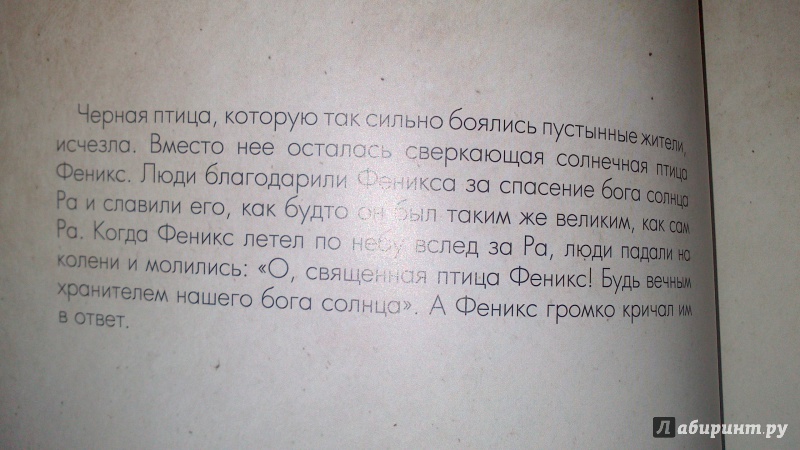 Черная птица, которую так сильно боялись пустынные жители,
исчезла. Вместо нее осталась сверкающая солнечная птица
Феникс. Люди благодарили Феникса за спасение бога солнца
Ра и славили его, как будто он был таким же великим, как сам
Ра. Когда Феникс летел по небу вслед за Ра, люди падали на
колени и молились: «О, священная птица Феникс! Будь вечным
хранителем нашего бога солнца». А Феникс громко кричал им
в ответ.
Лабиринт.ру